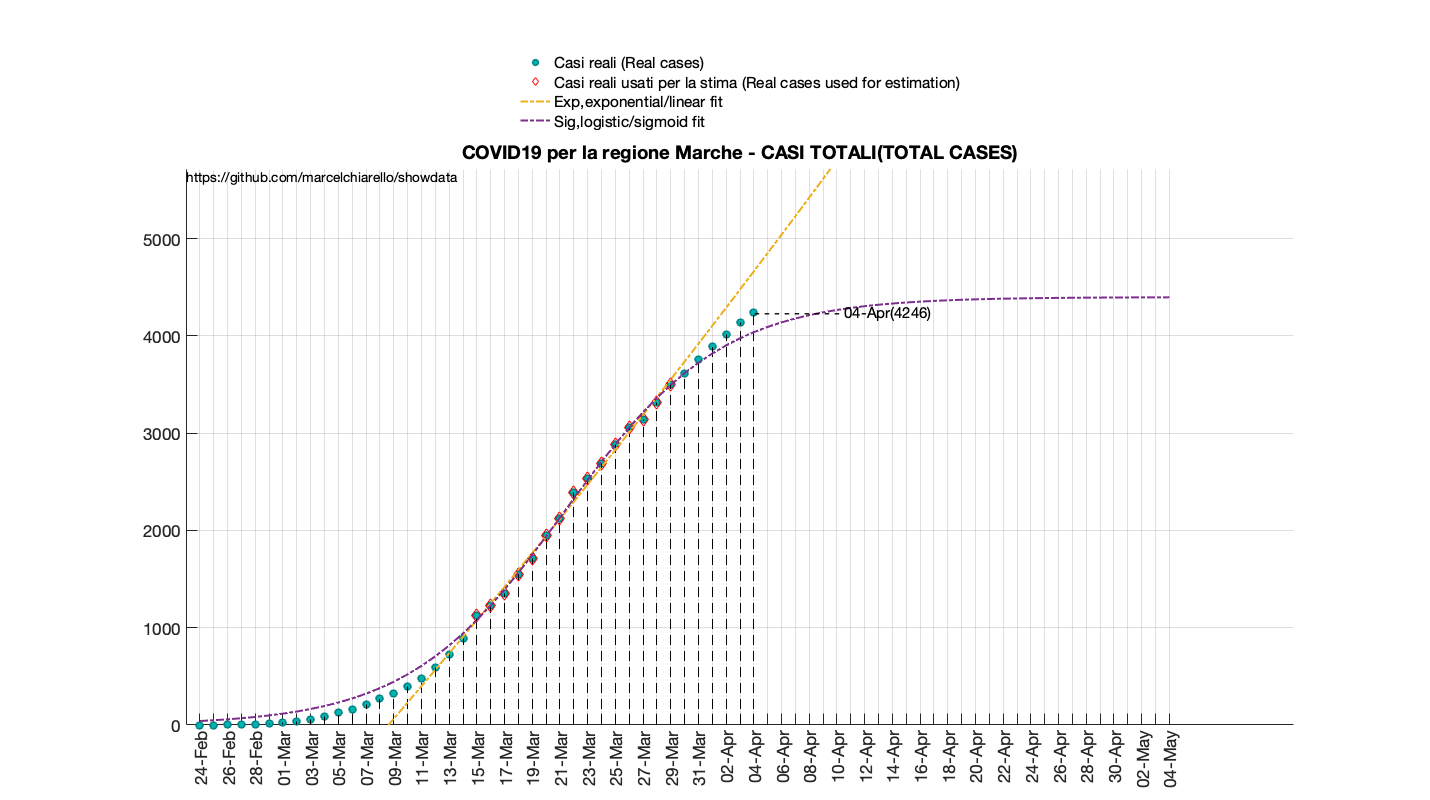 Casi reali (Real cases)
Casi reali usati per la stima (Real cases used for estimation)
Exp,exponential/linear fit
Sig,logistic/sigmoid fit
COVID19 per la regione Marche - CASI TOTALI(TOTAL CASES)
https://github.com/marcelchiarello/showdata
5000
4000
3000
2000
1000
0
04-Apr(4246)
24-Feb
26-Feb
28-Feb
01-Mar
03-Mar
05-Mar
07-Mar
09-Mar
11-Mar
13-Mar
15-Mar
17-Mar
19-Mar
21-Mar
23-Mar
25-Mar
27-Mar
29-Mar
31-Mar
02-Apr
04-Apr
06-Apr
08-Apr
10-Apr
12-Apr
14-Apr
16-Apr
18-Apr
20-Apr
22-Apr
24-Apr
26-Apr
28-Apr
30-Apr
02-May
04-May